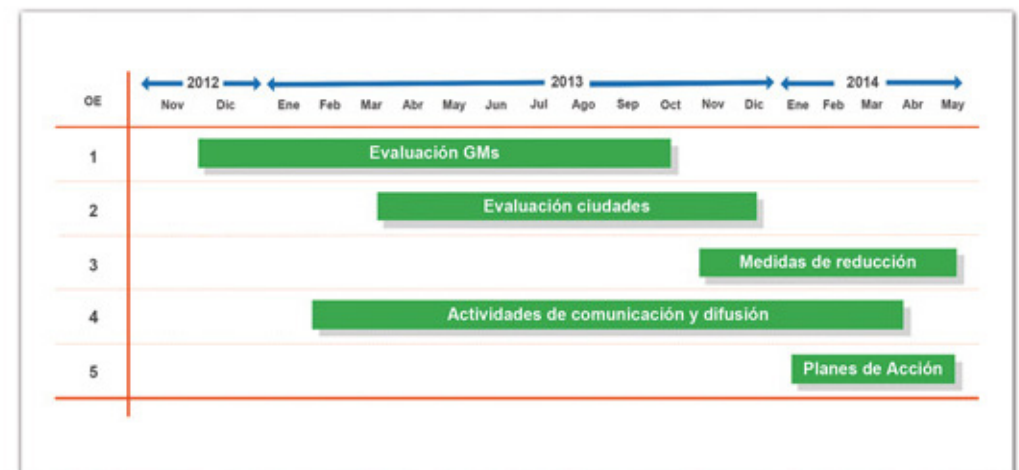 2012 2013 2014
OE Nov Dic Ene Feb Mar Abr May Jun Jul Ago Sep Oct Nov Dic Ene Feb Mar Abr May
1 Evaluación GMs
2 Evaluación ciudades
3 Medidas de reducción
4 Actividades de comunicación y difusión
5 Planes de Acción